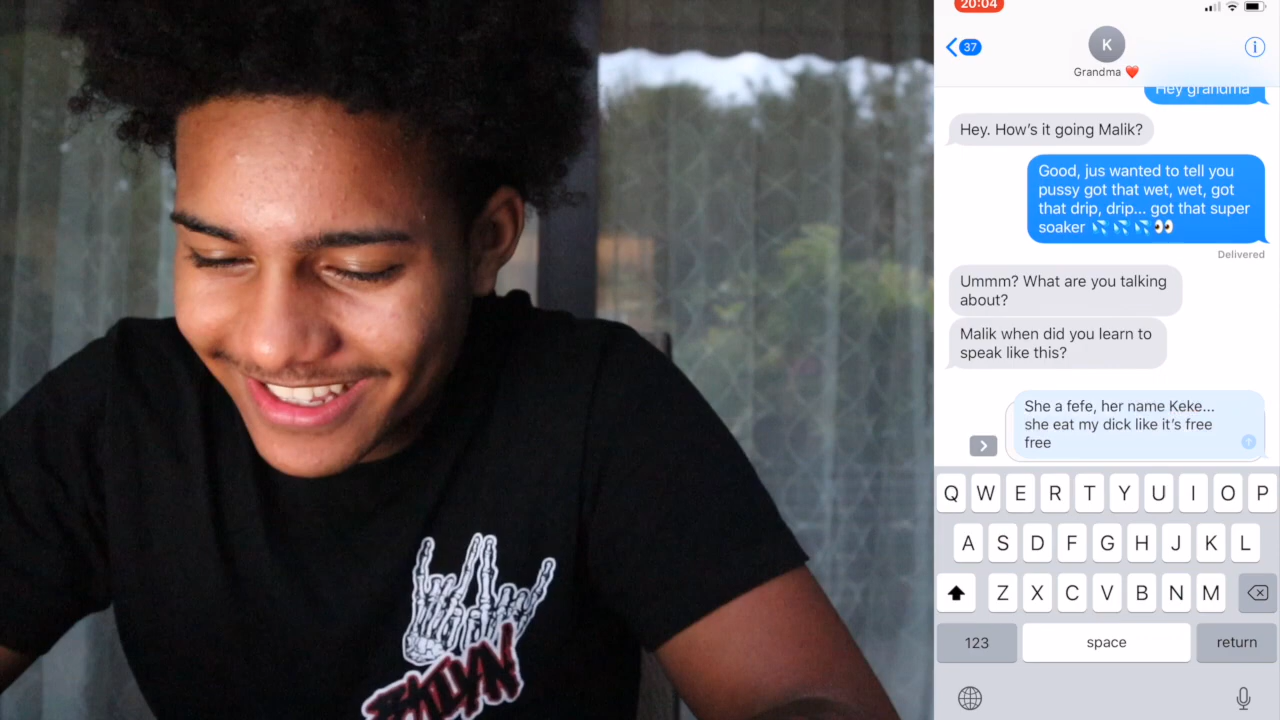 20:04
37
K
Grandma ❤️
Hey grandma
Hey. How’s it going Malik?
Good, jus wanted to tell you
pussy got that wet, wet, got
that drip, drip... got that super
soaker 💦 💦 💦 👀
Delivered
Ummm? What are you talking
about?
Malik when did you learn to
speak like this?
She a fefe, her name Keke...
she eat my dick like it’s free
free
Q W E R T Y U I O P
A S D F G H J K L
Z X C V B N M
123 space return
BKLYN